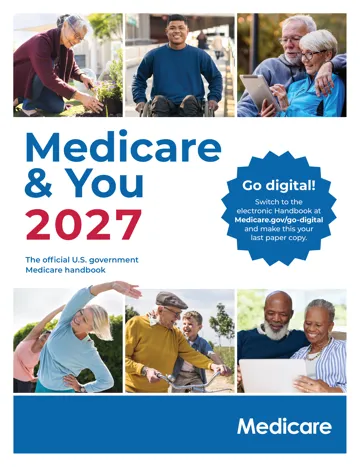 Medicare
& You
2027
The official U.S. government
Medicare handbook
Go digital!
Switch to the
electronic Handbook at
Medicare.gov/go-digital
and make this your
last paper copy.
Medicare